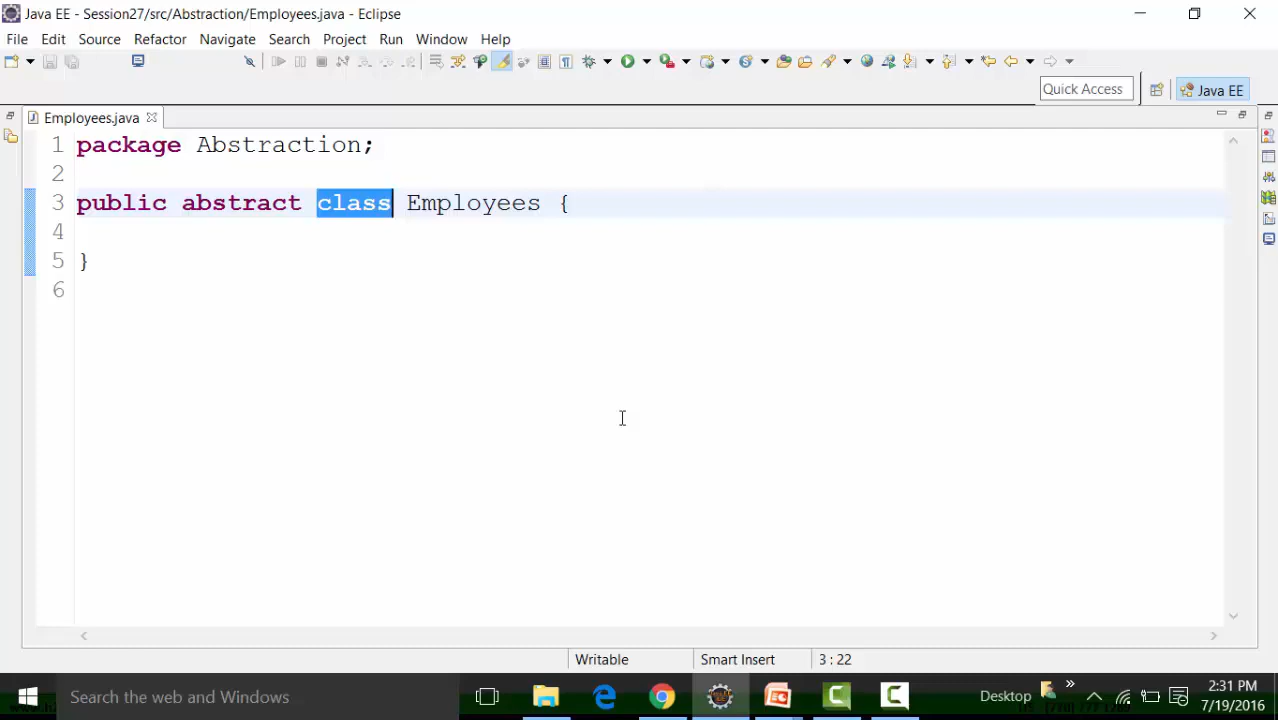 Java EE - Session27/src/Abstraction/Employees.java - Eclipse
File Edit Source Refactor Navigate Search Project Run Window Help
Quick Access
Java EE
Employees.java
1 package Abstraction;
2
3 public abstract class Employees {
4
5 }
6
Writable Smart Insert 3 : 22
Search the web and Windows
Desktop
2:31 PM
7/19/2016